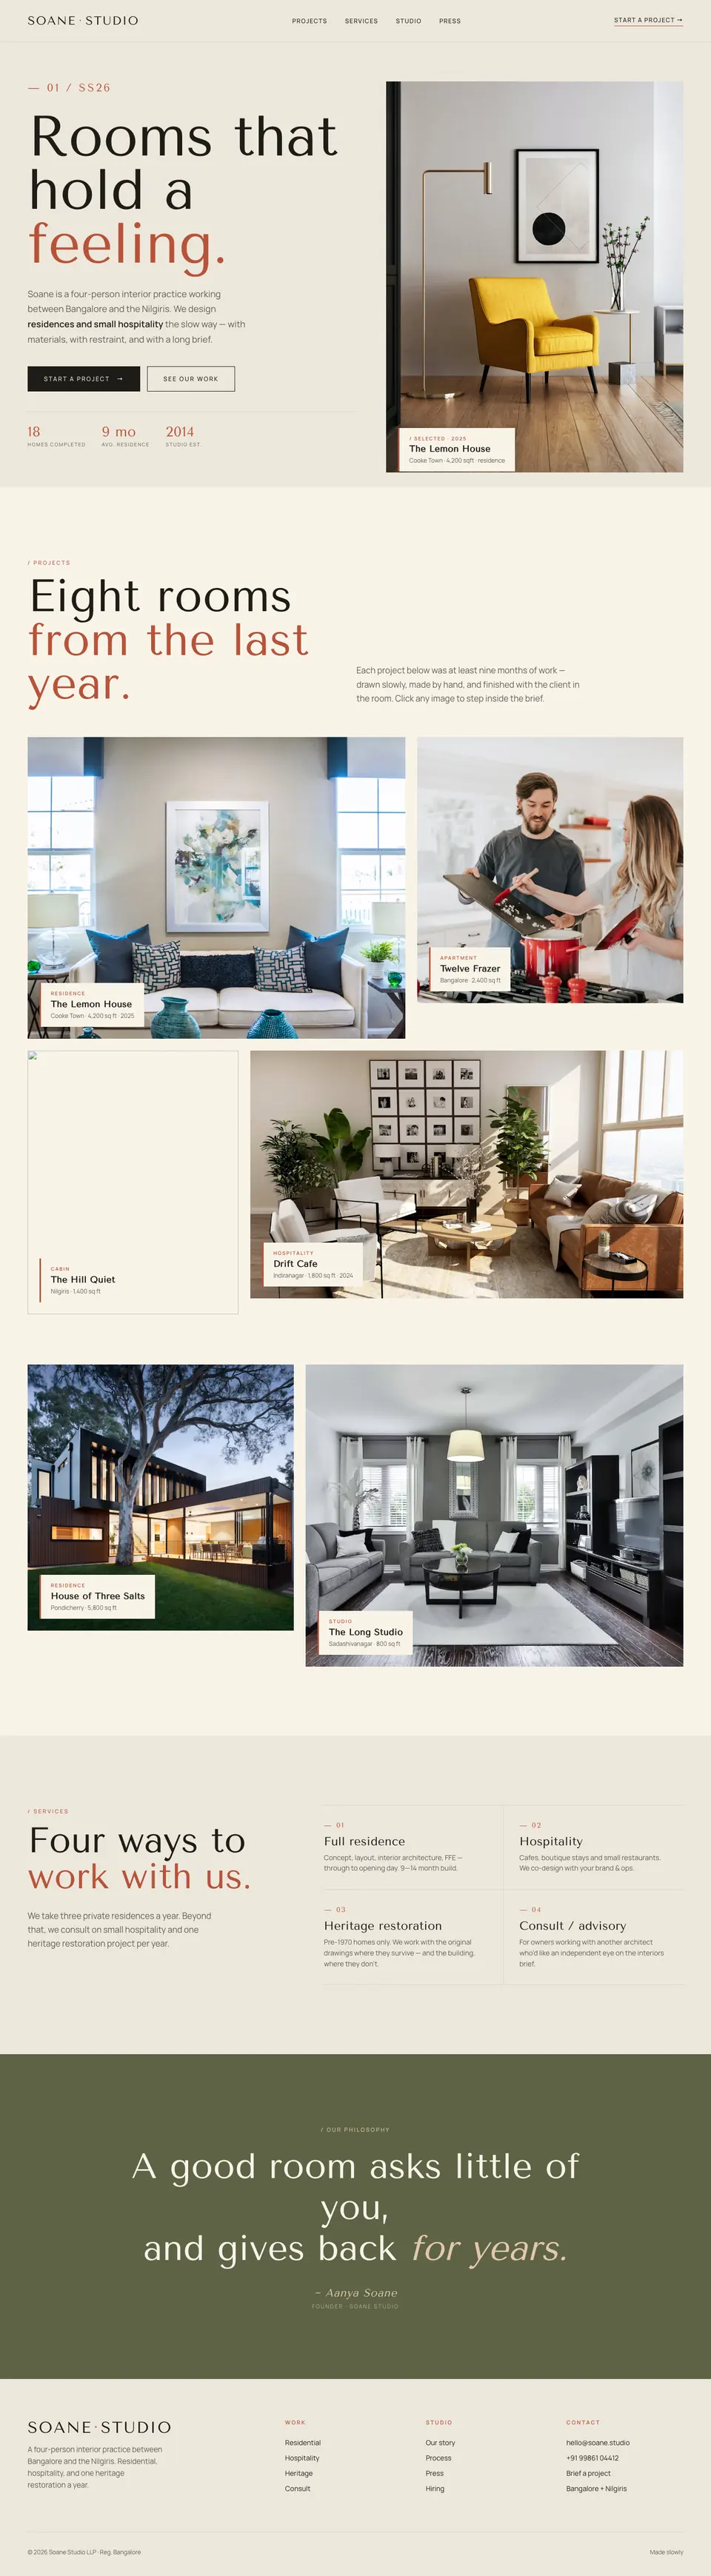 SOANE · STUDIO
PROJECTS
SERVICES
STUDIO
PRESS
START A PROJECT →
— 01 / SS26
Rooms that
hold a
feeling.
Soane is a four-person interior practice working
between Bangalore and the Nilgiris. We design
residences and small hospitality the slow way — with
materials, with restraint, and with a long brief.
START A PROJECT →
SEE OUR WORK
18
HOMES COMPLETED
9 mo
AVG. RESIDENCE
2014
STUDIO EST.
/ SELECTED · 2025
The Lemon House
Cooke Town · 4,200 sqft · residence
/ PROJECTS
Eight rooms
from the last
year.
Each project below was at least nine months of work —
drawn slowly, made by hand, and finished with the client in
the room. Click any image to step inside the brief.
RESIDENCE
The Lemon House
Cooke Town · 4,200 sq ft · 2025
APARTMENT
Twelve Frazer
Bangalore · 2,400 sq ft
CABIN
The Hill Quiet
Nilgiris · 1,400 sq ft
HOSPITALITY
Drift Cafe
Indiranagar · 1,800 sq ft · 2024
RESIDENCE
House of Three Salts
Pondicherry · 5,800 sq ft
STUDIO
The Long Studio
Sadashivanagar · 800 sq ft
/ SERVICES
Four ways to
work with us.
We take three private residences a year. Beyond
that, we consult on small hospitality and one
heritage restoration project per year.
— 01
Full residence
Concept, layout, interior architecture, FFE —
through to opening day. 9—14 month build.
— 02
Hospitality
Cafes, boutique stays and small restaurants.
We co-design with your brand & ops.
— 03
Heritage restoration
Pre-1970 homes only. We work with the original
drawings where they survive — and the building,
where they don't.
— 04
Consult / advisory
For owners working with another architect
who'd like an independent eye on the interiors
brief.
/ OUR PHILOSOPHY
A good room asks little of
you,
and gives back for years.
~ Aanya Soane
FOUNDER · SOANE STUDIO
SOANE·STUDIO
A four-person interior practice between
Bangalore and the Nilgiris. Residential,
hospitality, and one heritage
restoration a year.
WORK
Residential
Hospitality
Heritage
Consult
STUDIO
Our story
Process
Press
Hiring
CONTACT
hello@soane.studio
+91 99861 04412
Brief a project
Bangalore + Nilgiris
© 2026 Soane Studio LLP · Reg. Bangalore
Made slowly